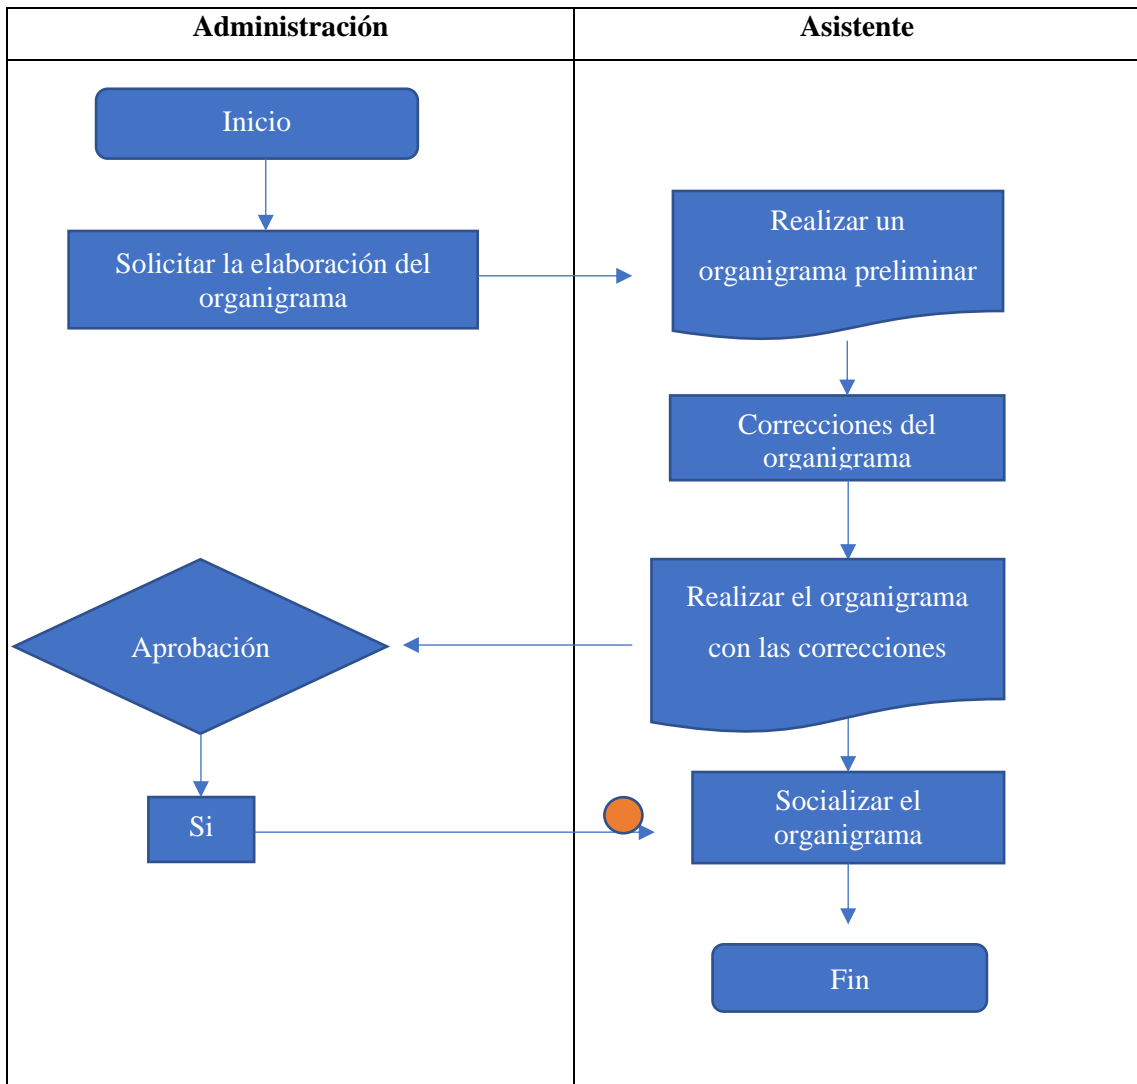 Administración
Asistente
Inicio
Solicitar la elaboración del
organigrama
Realizar un
organigrama preliminar
Correcciones del
organigrama
Realizar el organigrama
con las correcciones
Aprobación
Si
Socializar el
organigrama
Fin